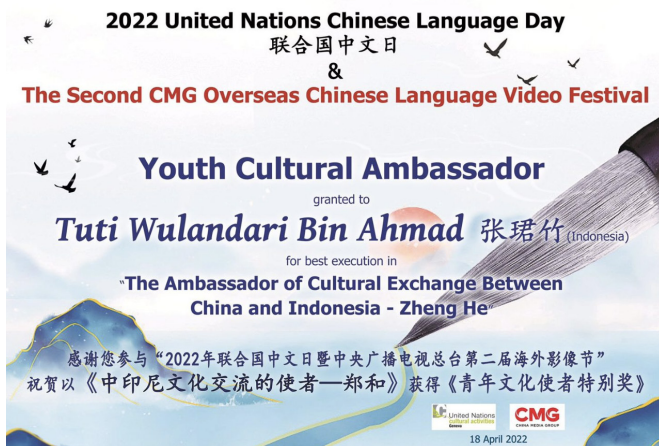 2022 United Nations Chinese Language Day
联合国中文日
&
The Second CMG Overseas Chinese Language Video Festival
Youth Cultural Ambassador
granted to
Tuti Wulandari Bin Ahmad 张珺竹(Indonesia)
for best execution in
"The Ambassador of Cultural Exchange Between
China and Indonesia - Zheng He"
感谢您参与“2022年联合国中文日暨中央广播电视总台第二届海外影像节”
祝贺以《中印尼文化交流的使者—郑和》获得《青年文化使者特别奖》
United Nations
cultural activities
Geneva
CMG
CHINA MEDIA GROUP
18 April 2022